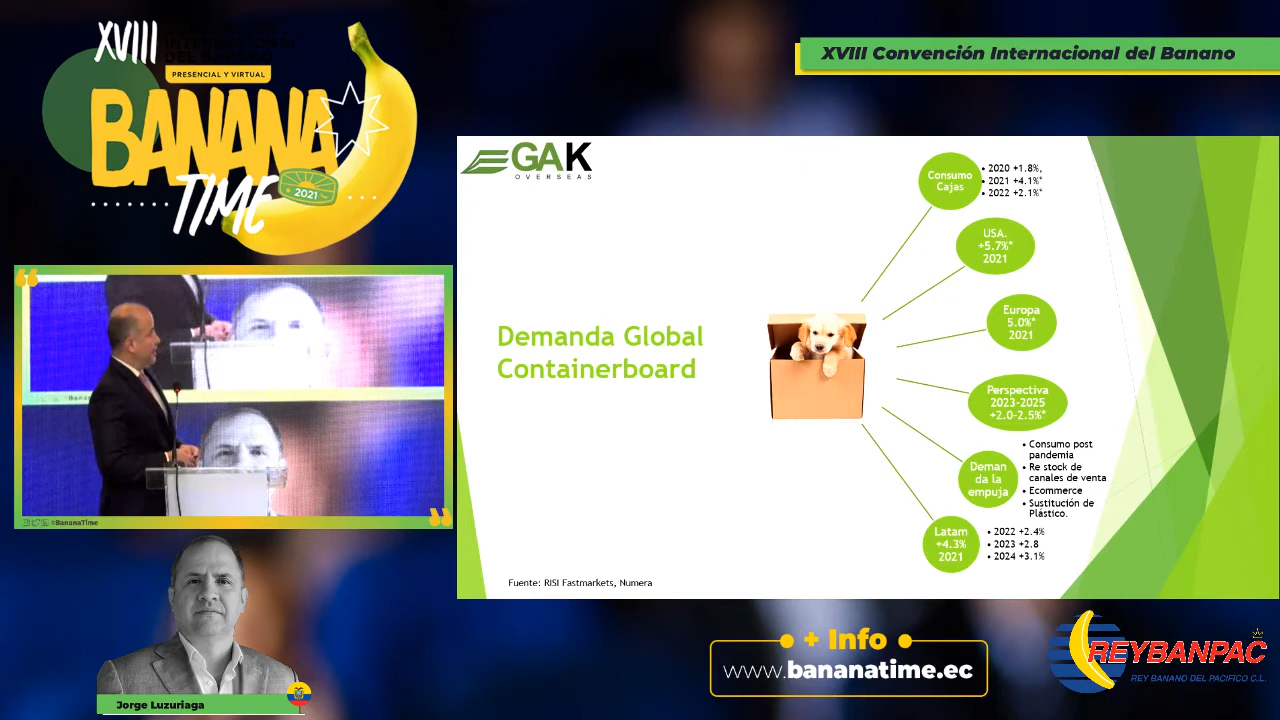 XVIII
PRESENCIAL Y VIRTUAL
BANANA
TIME
2021
XVIII Convención Internacional del Banano
GAK
OVERSEAS
Demanda Global
Containerboard
Consumo
Cajas
• 2020 +1.8%,
• 2021 +4.1%*
• 2022 +2.1%*
USA.
+5.7%*
2021
Europa
5.0%*
2021
Perspectiva
2023-2025
+2.0-2.5%*
Deman
da la
empuja
• Consumo post
pandemia
• Re stock de
canales de venta
• Ecommerce
• Sustitución de
Plástico.
Latam
+4.3%
2021
• 2022 +2.4%
• 2023 +2.8
• 2024 +3.1%
Fuente: RISI Fastmarkets, Numera
#BananaTime
Jorge Luzuriaga
+ Info
www.bananatime.ec
REYBANPAC
REY BANANO DEL PACIFICO C.L.